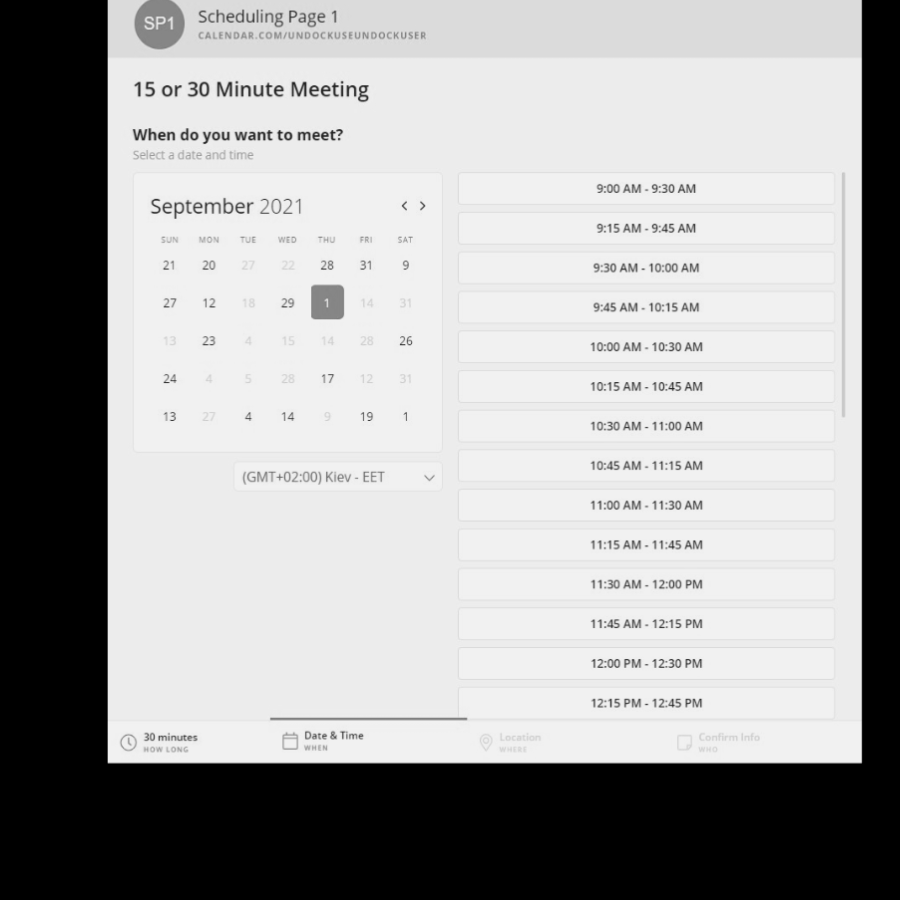 SP1
Scheduling Page 1
CALENDAR.COM/UNDOCKUSEUNDOCKUSER
15 or 30 Minute Meeting
When do you want to meet?
Select a date and time
September 2021
SUN MON TUE WED THU FRI SAT
21 20 27 22 28 31 9
27 12 18 29 1 14 31
13 23 4 15 14 28 26
24 4 5 28 17 12 31
13 27 4 14 9 19 1
(GMT+02:00) Kiev - EET
9:00 AM - 9:30 AM
9:15 AM - 9:45 AM
9:30 AM - 10:00 AM
9:45 AM - 10:15 AM
10:00 AM - 10:30 AM
10:15 AM - 10:45 AM
10:30 AM - 11:00 AM
10:45 AM - 11:15 AM
11:00 AM - 11:30 AM
11:15 AM - 11:45 AM
11:30 AM - 12:00 PM
11:45 AM - 12:15 PM
12:00 PM - 12:30 PM
12:15 PM - 12:45 PM
30 minutes
HOW LONG
Date & Time
WHEN
Location
WHERE
Confirm Info
WHO